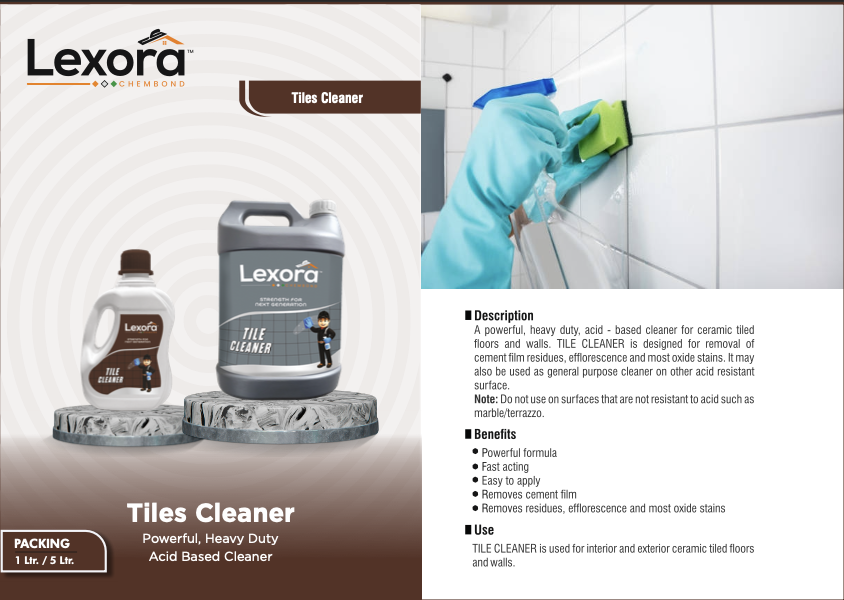 Lexora™
CHEMBOND
Tiles Cleaner
Lexora
STRENGTH FOR
NEXT GENERATION
TILE
CLEANER
Lexora
TILE
CLEANER
Tiles Cleaner
Powerful, Heavy Duty
Acid Based Cleaner
PACKING
1 Ltr. / 5 Ltr.
Description
A powerful, heavy duty, acid - based cleaner for ceramic tiled
floors and walls. TILE CLEANER is designed for removal of
cement film residues, efflorescence and most oxide stains. It may
also be used as general purpose cleaner on other acid resistant
surface.
Note: Do not use on surfaces that are not resistant to acid such as
marble/terrazzo.
Benefits
Powerful formula
Fast acting
Easy to apply
Removes cement film
Removes residues, efflorescence and most oxide stains
Use
TILE CLEANER is used for interior and exterior ceramic tiled floors
and walls.